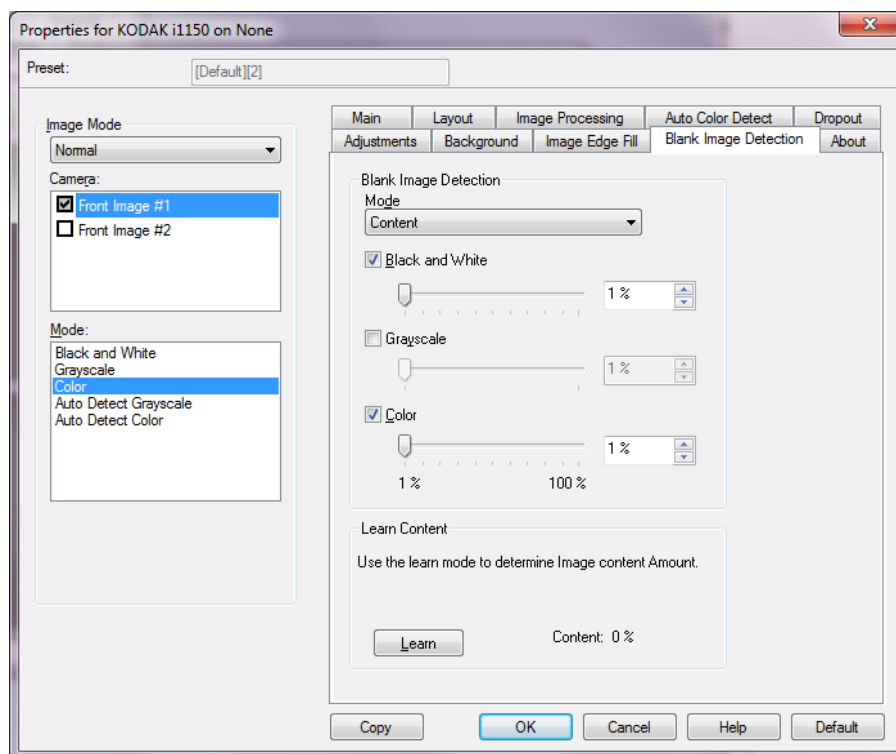 Properties for KODAK i1150 on None
Preset:
[Default][2]
Image Mode
Normal
Camera:
Front Image #1
Front Image #2
Mode:
Black and White
Grayscale
Color
Auto Detect Grayscale
Auto Detect Color
Main Layout Image Processing Auto Color Detect Dropout
Adjustments Background Image Edge Fill Blank Image Detection About
Blank Image Detection
Mode
Content
Black and White
1 %
Grayscale
1 %
Color
1 %
1 % 100 %
Learn Content
Use the learn mode to determine Image content Amount.
Learn Content: 0 %
Copy OK Cancel Help Default